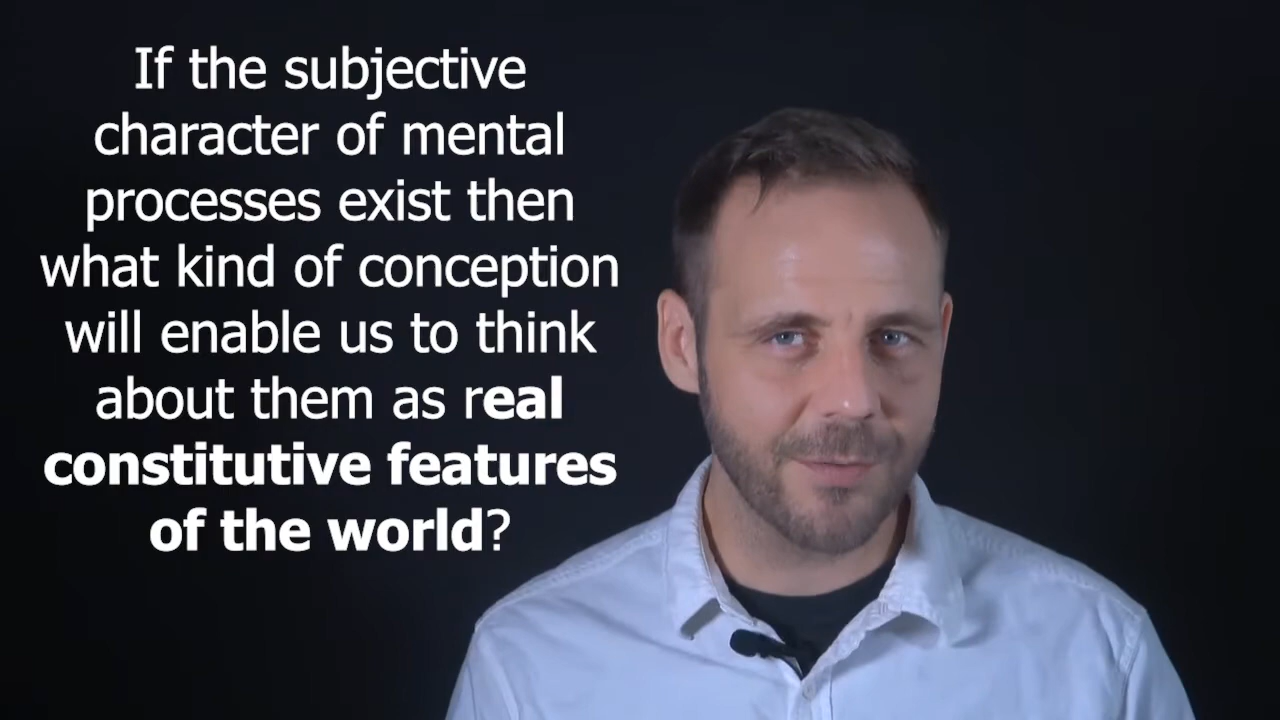 If the subjective
character of mental
processes exist then
what kind of conception
will enable us to think
about them as real
constitutive features
of the world?